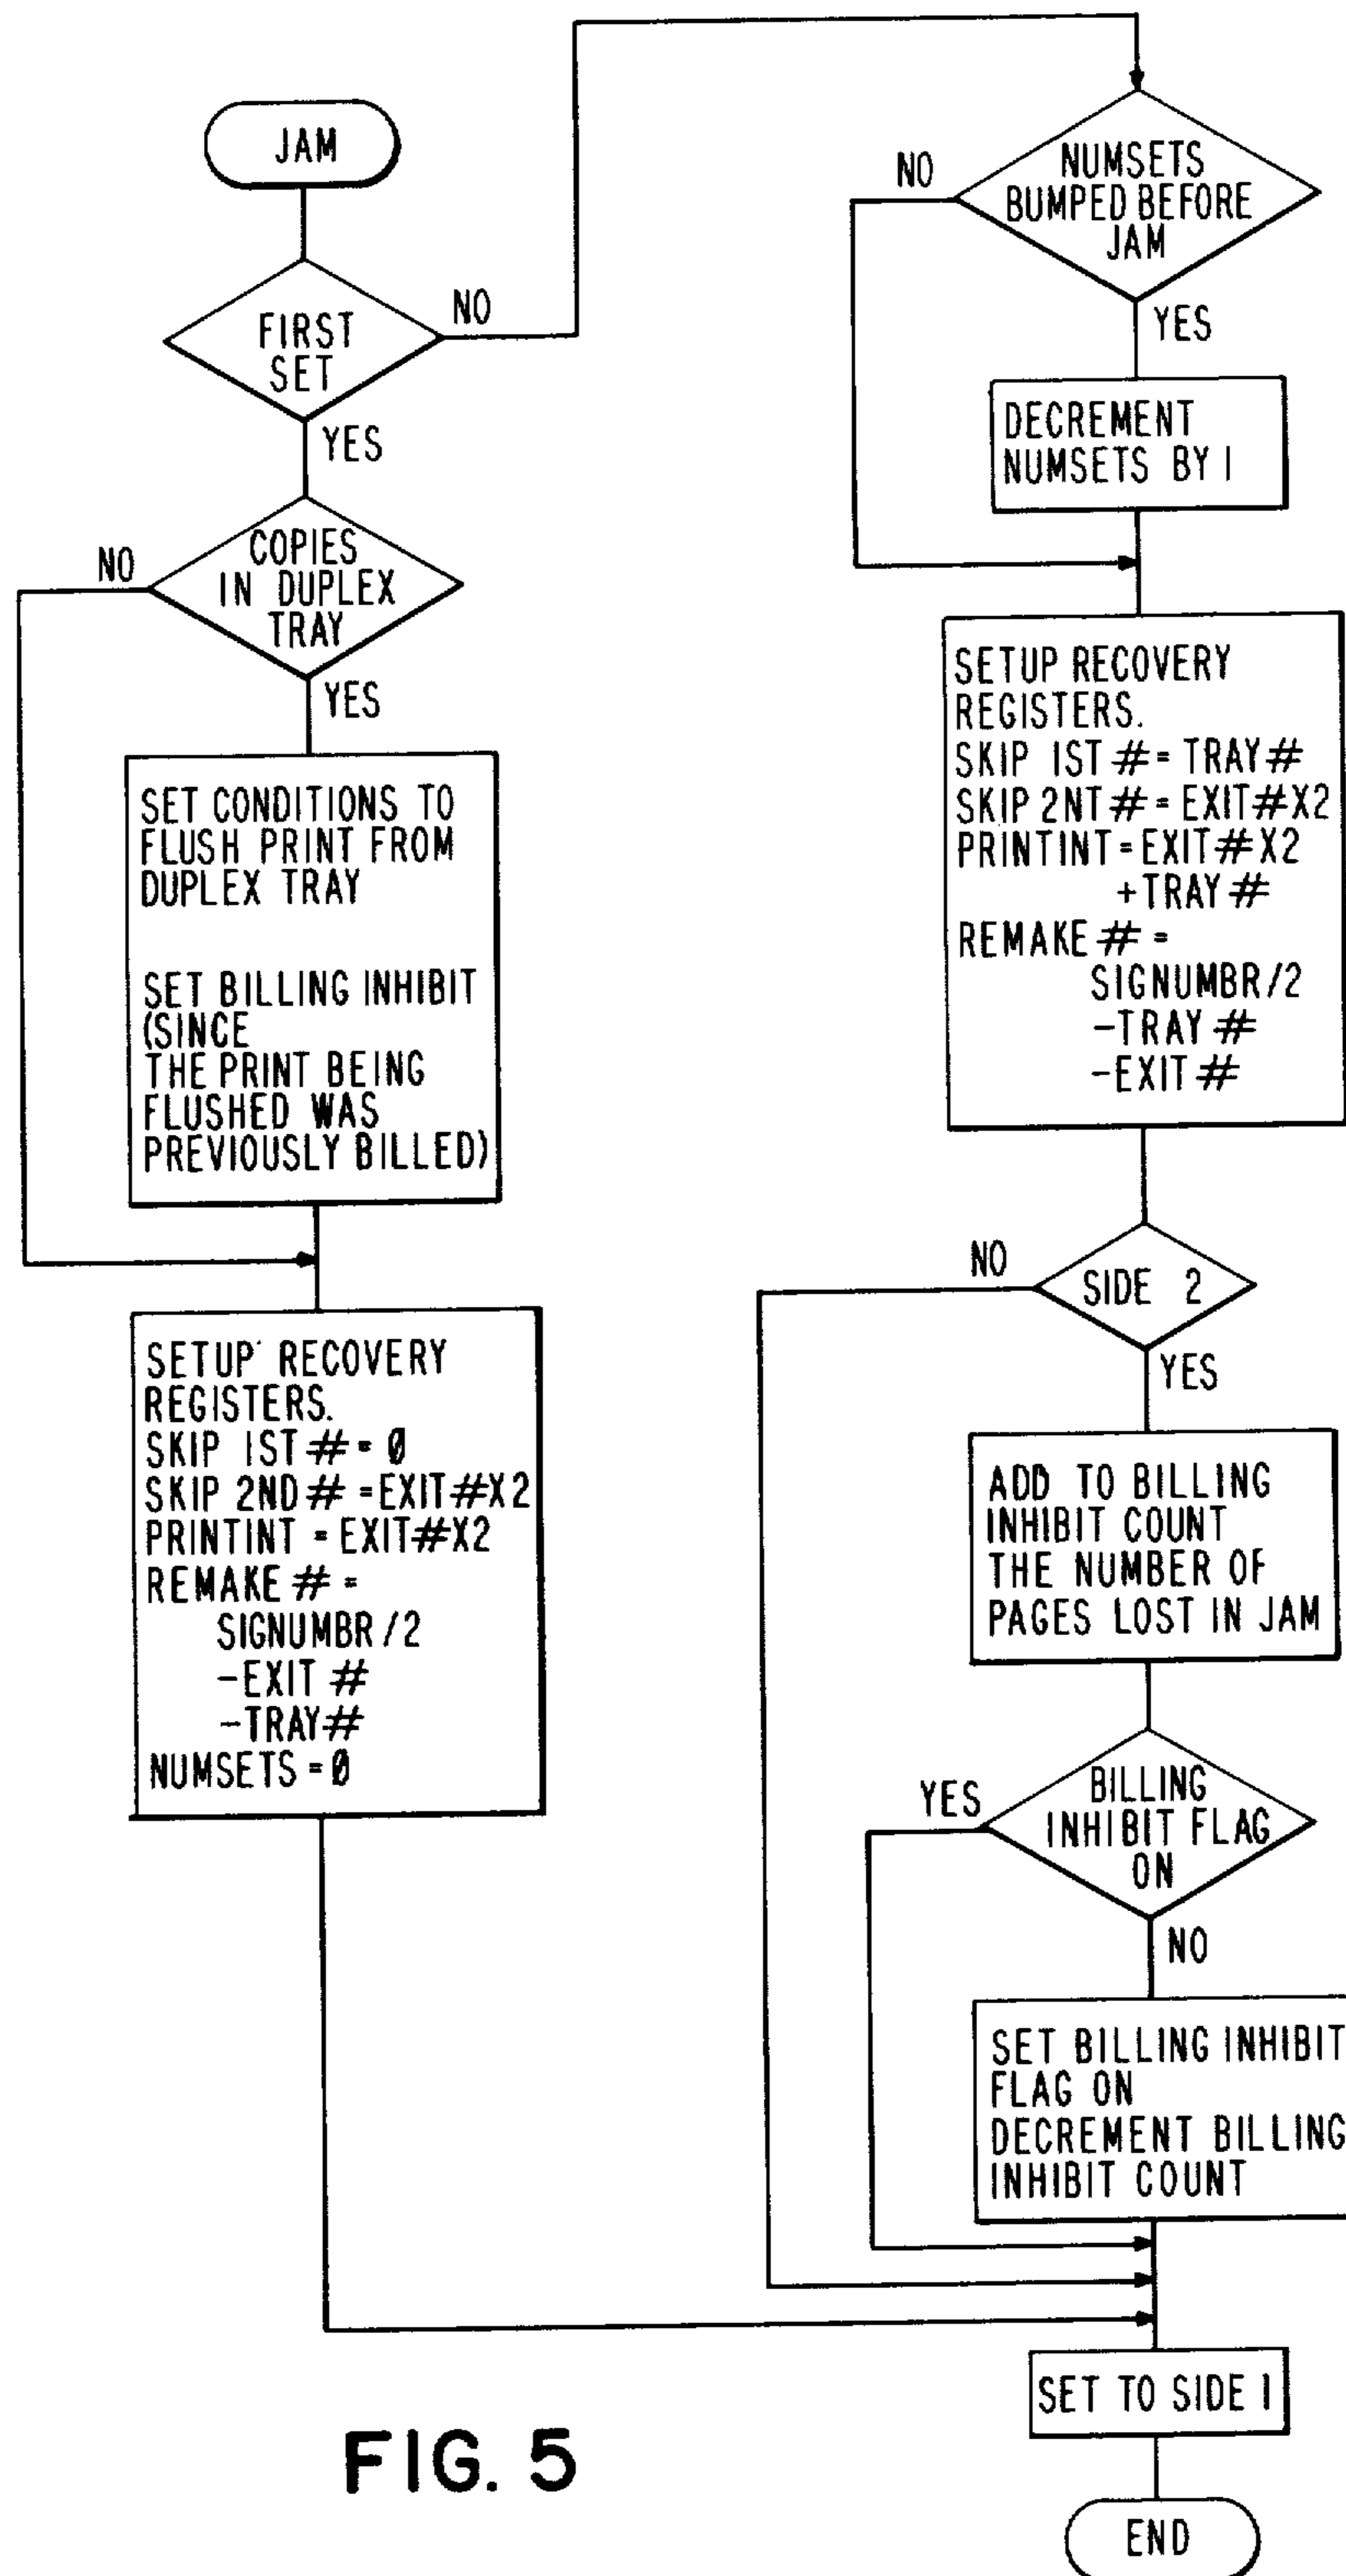 JAM
FIRST
SET
NO
YES
COPIES
IN DUPLEX
TRAY
NO
YES
SET CONDITIONS TO
FLUSH PRINT FROM
DUPLEX TRAY
SET BILLING INHIBIT
(SINCE
THE PRINT BEING
FLUSHED WAS
PREVIOUSLY BILLED)
SETUP RECOVERY
REGISTERS.
SKIP 1ST # = Ø
SKIP 2ND # = EXIT#X2
PRINTINT = EXIT#X2
REMAKE # =
SIGNUMBR/2
-EXIT #
-TRAY#
NUMSETS = Ø
NUMSETS
BUMPED BEFORE
JAM
NO
YES
DECREMENT
NUMSETS BY 1
SETUP RECOVERY
REGISTERS.
SKIP 1ST # = TRAY#
SKIP 2NT # = EXIT#X2
PRINTINT = EXIT#X2
+TRAY#
REMAKE # =
SIGNUMBR/2
-TRAY#
-EXIT#
SIDE 2
NO
YES
ADD TO BILLING
INHIBIT COUNT
THE NUMBER OF
PAGES LOST IN JAM
BILLING
INHIBIT FLAG
ON
YES
NO
SET BILLING INHIBIT
FLAG ON
DECREMENT BILLING
INHIBIT COUNT
SET TO SIDE 1
END
FIG. 5